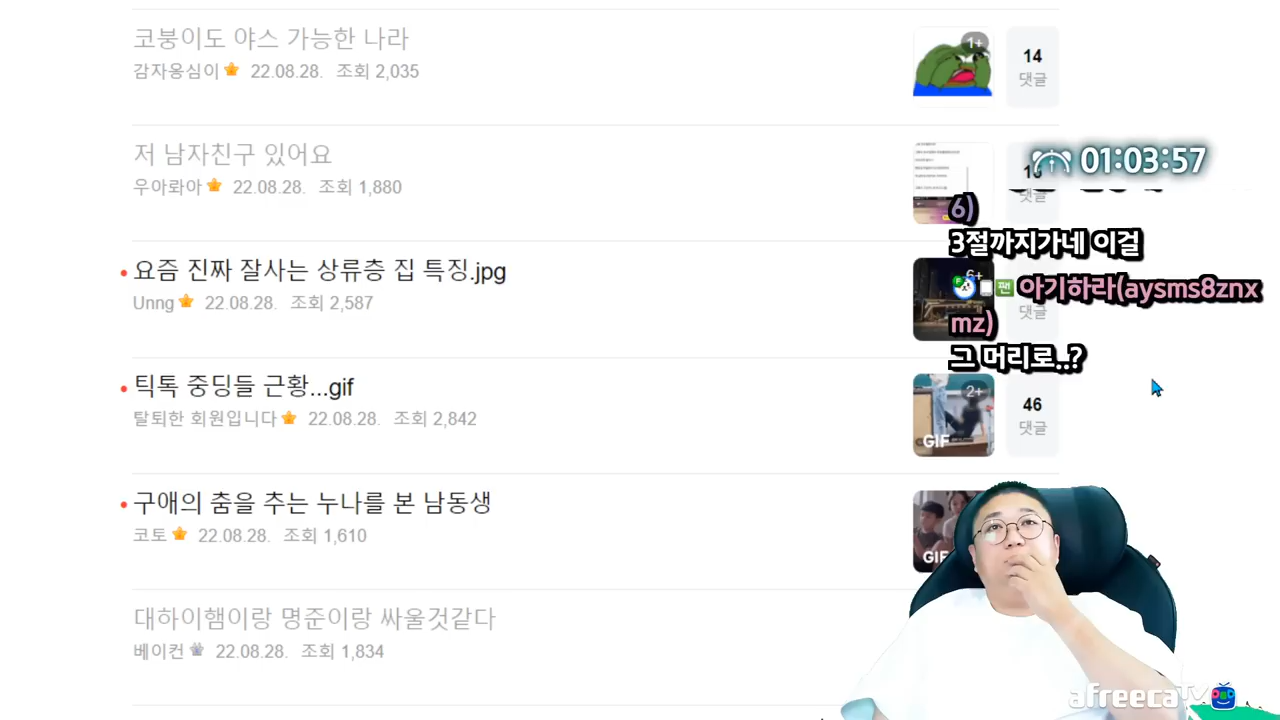 코붕이도 야스 가능한 나라
감자옹심이 22.08.28. 조회 2,035
1+
14
댓글
저 남자친구 있어요
우아롸아 22.08.28. 조회 1,880
댓글
01:03:57
6)
3절까지가네 이걸
요즘 진짜 잘사는 상류층 집 특징.jpg
Unng 22.08.28. 조회 2,587
6+
댓글
팬 아기하라(aysms8znx
mz)
그 머리로..?
틱톡 중딩들 근황...gif
탈퇴한 회원입니다 22.08.28. 조회 2,842
2+
GIF
46
댓글
구애의 춤을 추는 누나를 본 남동생
코토 22.08.28. 조회 1,610
GIF
대하이햄이랑 명준이랑 싸울것같다
베이컨 22.08.28. 조회 1,834
afreecaTV